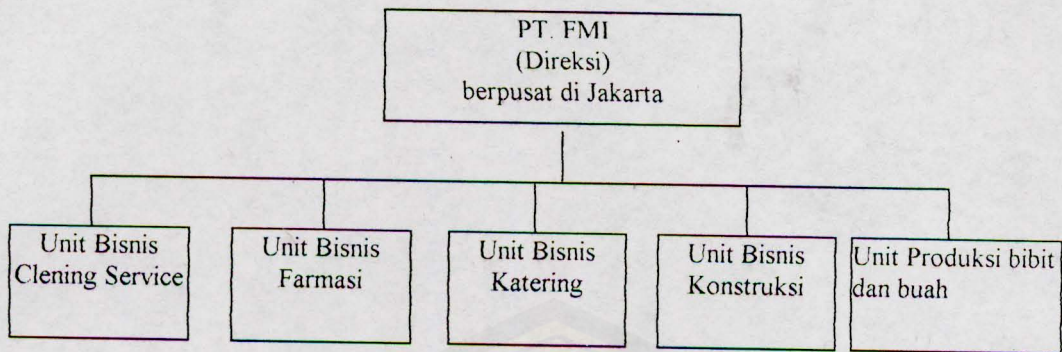 PT. FMI
(Direksi)
berpusat di Jakarta
Unit Bisnis
Clening Service
Unit Bisnis
Farmasi
Unit Bisnis
Katering
Unit Bisnis
Konstruksi
Unit Produksi bibit
dan buah